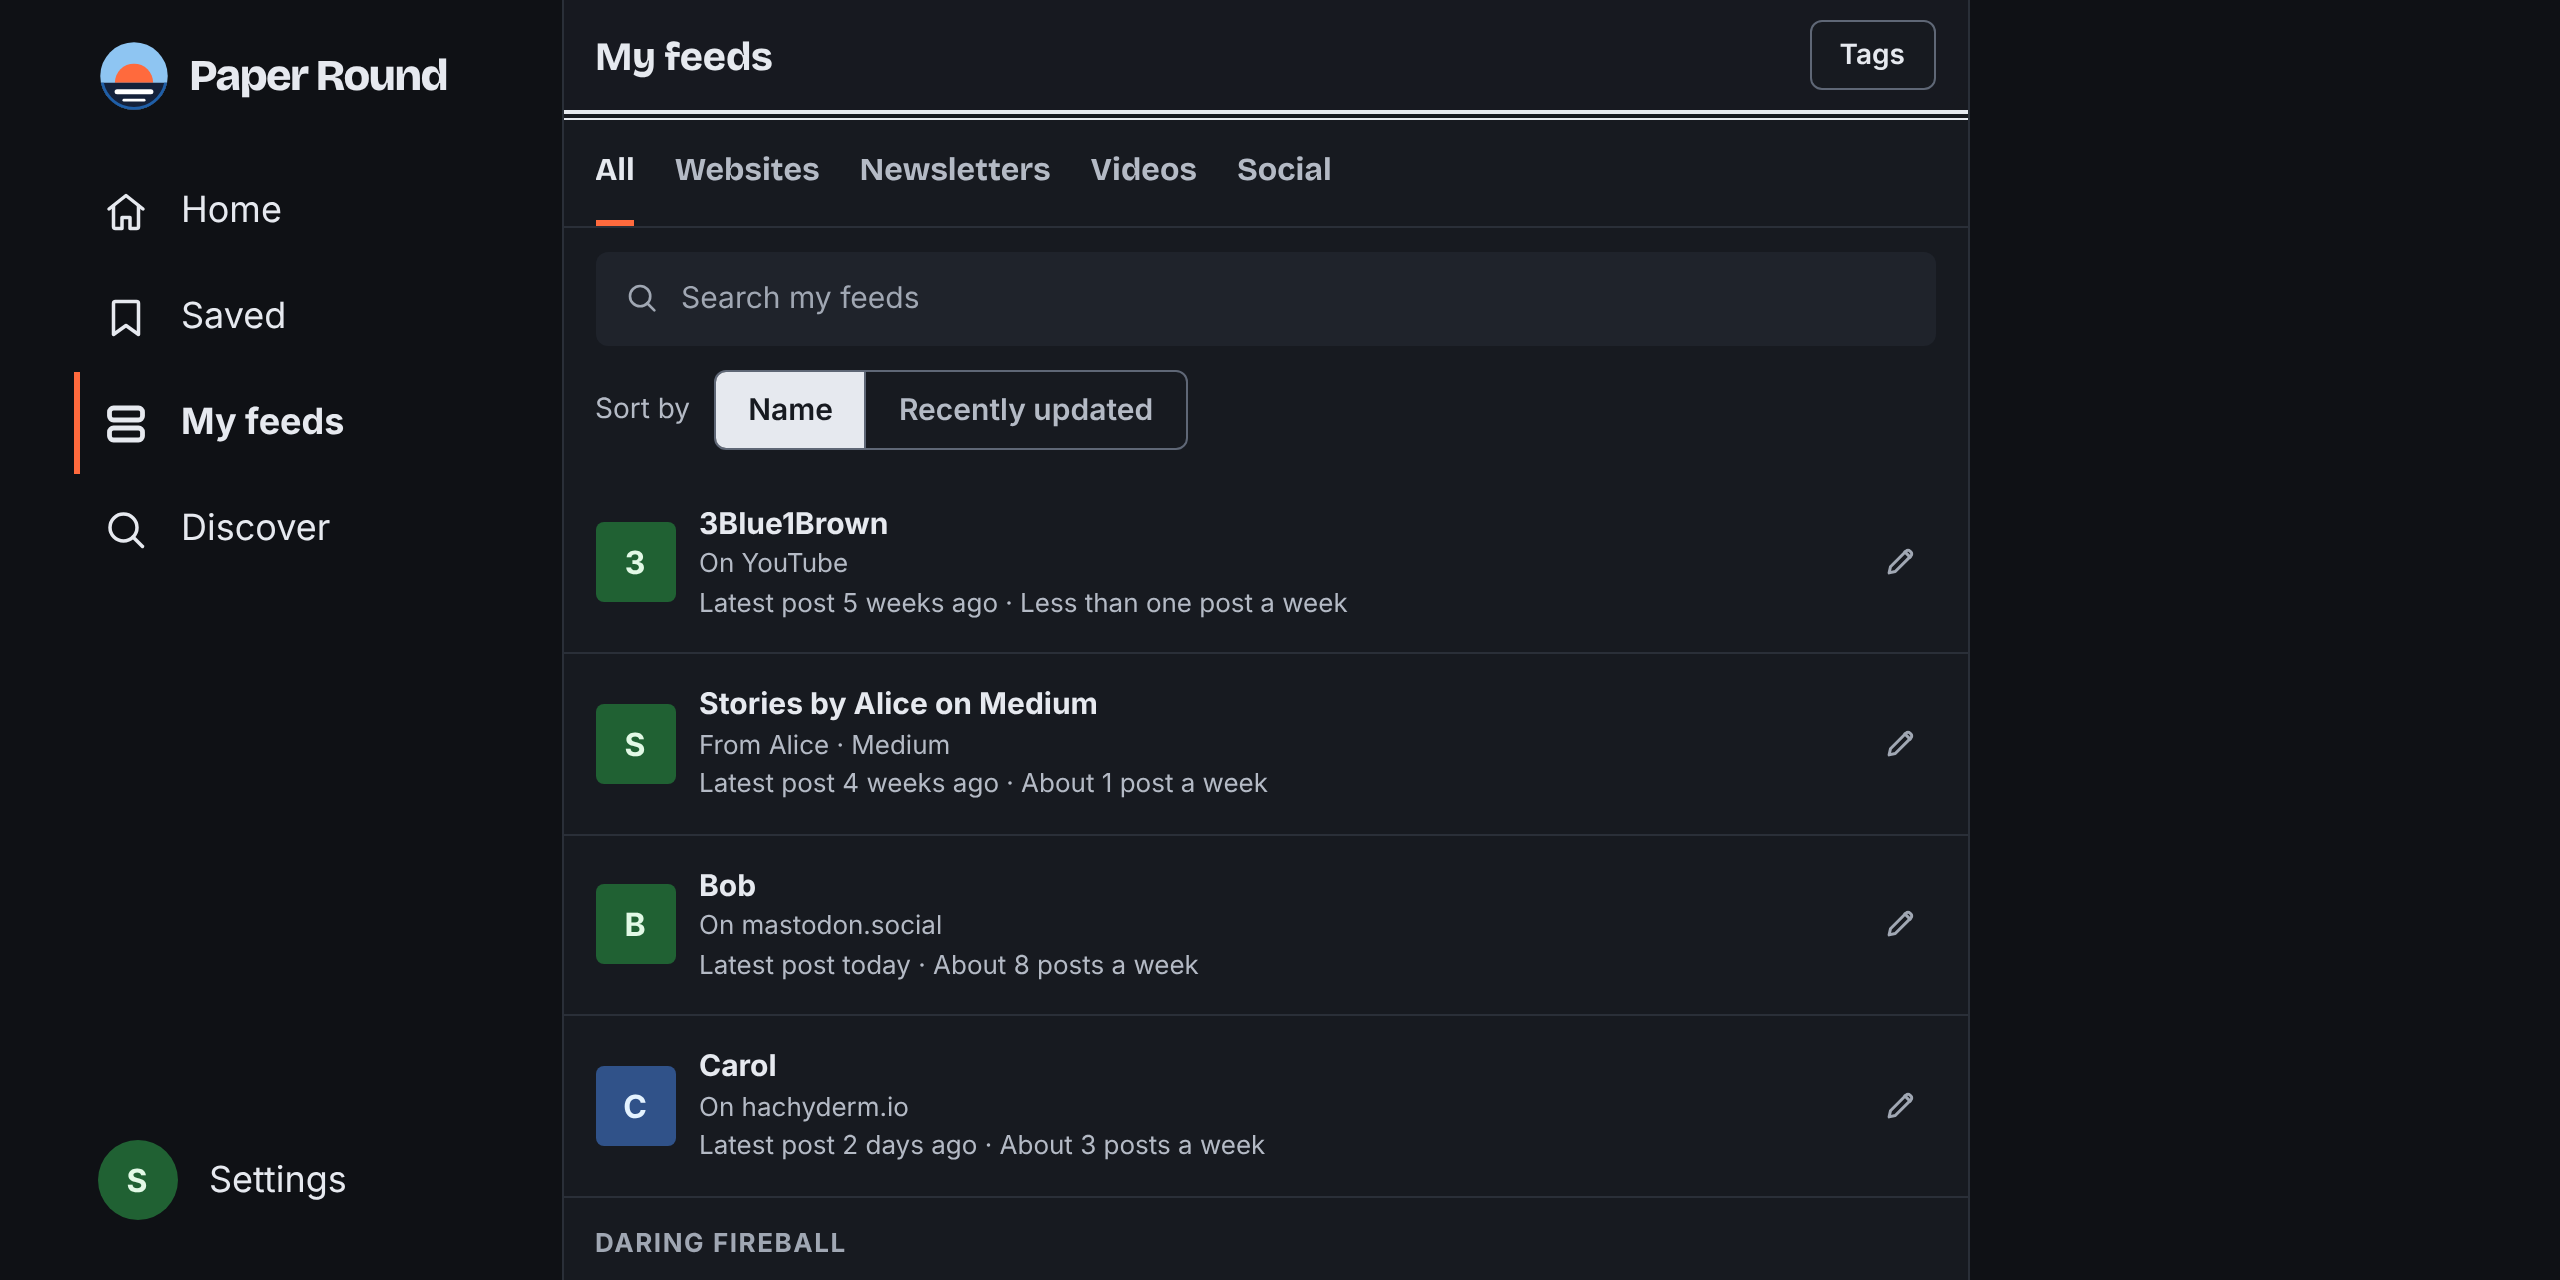 Paper Round
Home
Saved
My feeds
Discover
S Settings
My feeds
Tags
All Websites Newsletters Videos Social
Search my feeds
Sort by Name Recently updated
3
3Blue1Brown
On YouTube
Latest post 5 weeks ago · Less than one post a week
S
Stories by Alice on Medium
From Alice · Medium
Latest post 4 weeks ago · About 1 post a week
B
Bob
On mastodon.social
Latest post today · About 8 posts a week
C
Carol
On hachyderm.io
Latest post 2 days ago · About 3 posts a week
DARING FIREBALL